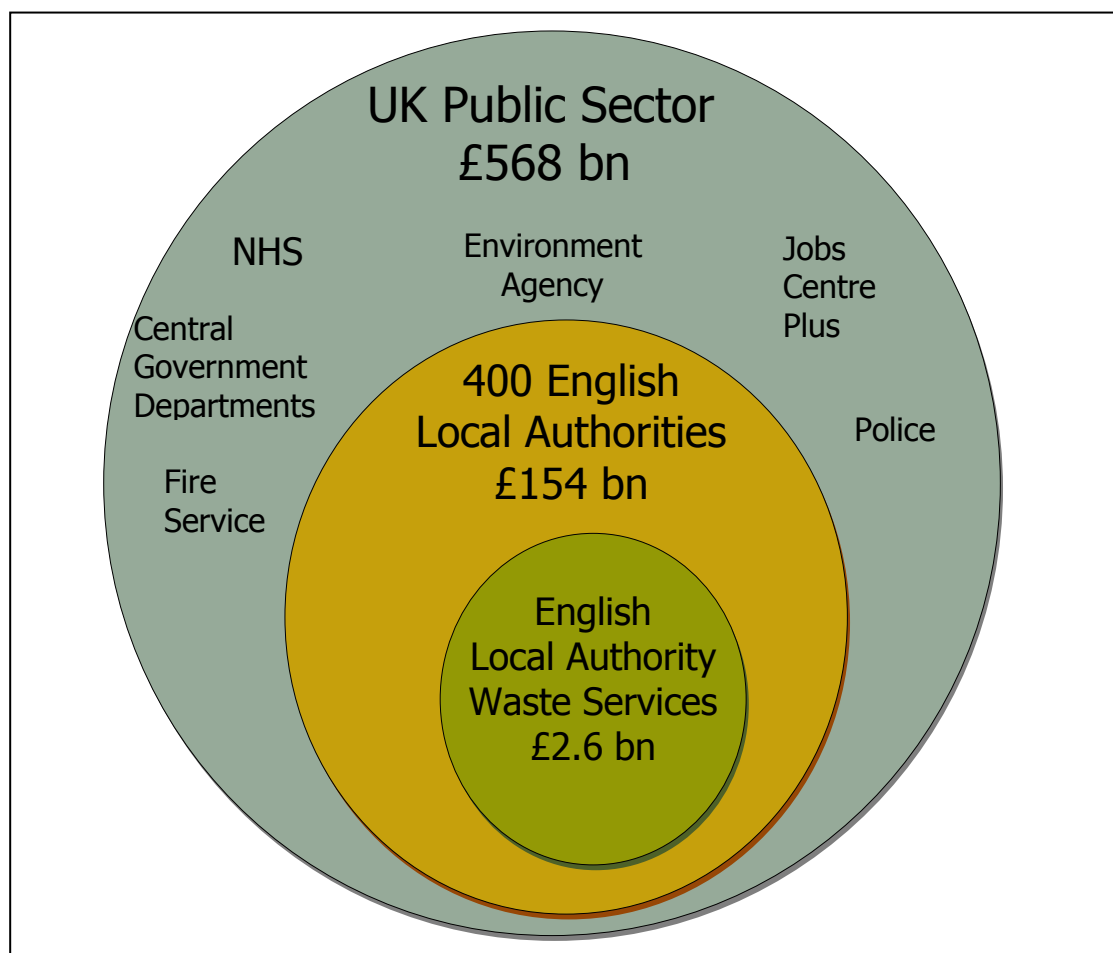 UK Public Sector
£568 bn
NHS
Environment
Agency
Jobs
Centre
Plus
Central
Government
Departments
400 English
Local Authorities
£154 bn
Police
Fire
Service
English
Local Authority
Waste Services
£2.6 bn